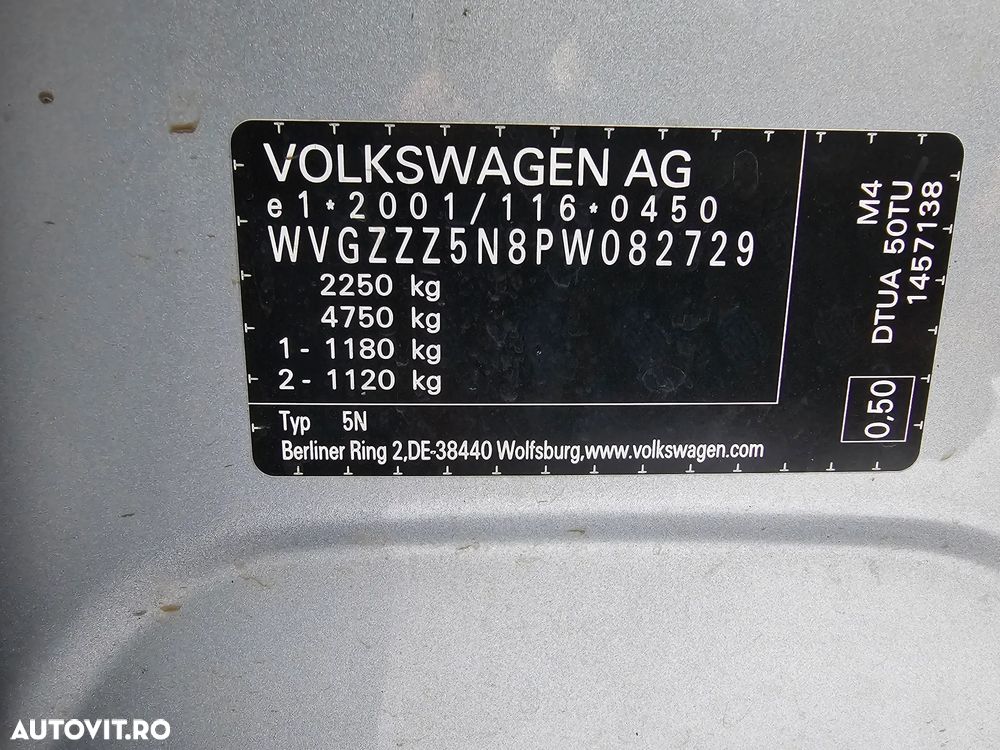 VOLKSWAGEN AG
e1*2001/116*0450
WVGZZZ5N8PW082729
2250 kg
4750 kg
1 - 1180 kg
2 - 1120 kg
Typ 5N
Berliner Ring 2,DE-38440 Wolfsburg,www.volkswagen.com
M4
DTUA 50TU
1457138
0,50
AUTOVIT.RO